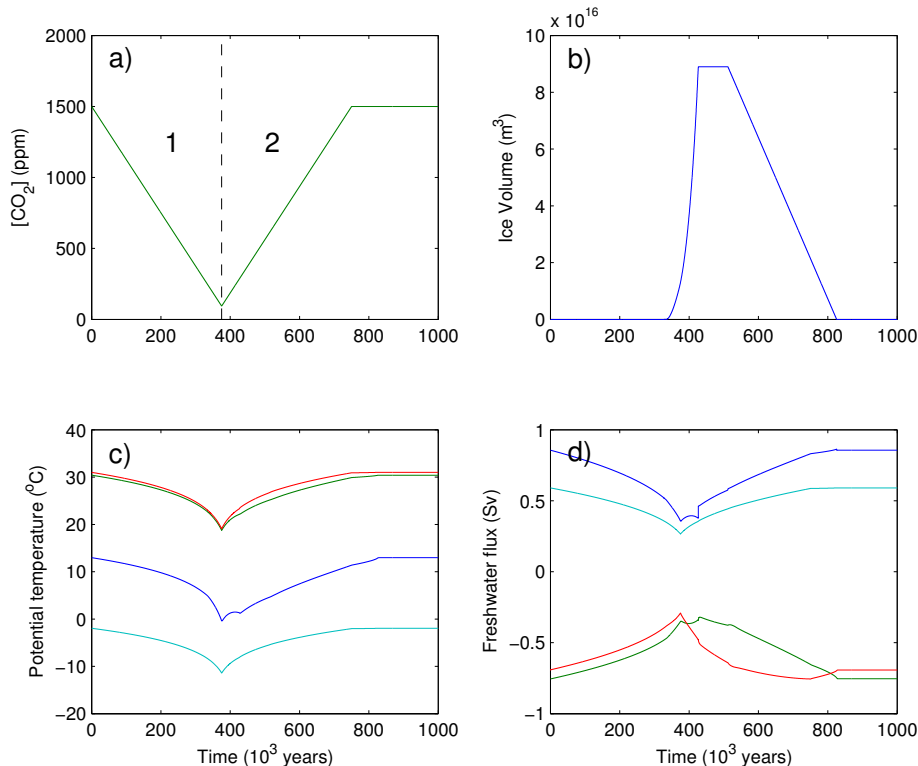 a)
2000
1500
1000
500
0
[CO2] (ppm)
1
2
0 200 400 600 800 1000
x 10^16
b)
10
8
6
4
2
0
Ice Volume (m^3)
0 200 400 600 800 1000
c)
40
30
20
10
0
−10
−20
Potential temperature (^oC)
0 200 400 600 800 1000
Time (10^3 years)
d)
1
0.5
0
−0.5
−1
Freshwater flux (Sv)
0 200 400 600 800 1000
Time (10^3 years)